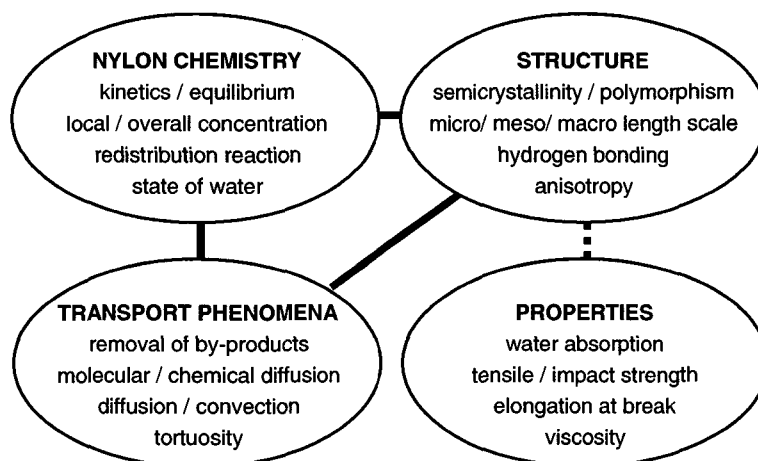 NYLON CHEMISTRY
kinetics / equilibrium
local / overall concentration
redistribution reaction
state of water
STRUCTURE
semicrystallinity / polymorphism
micro/ meso/ macro length scale
hydrogen bonding
anisotropy
TRANSPORT PHENOMENA
removal of by-products
molecular / chemical diffusion
diffusion / convection
tortuosity
PROPERTIES
water absorption
tensile / impact strength
elongation at break
viscosity